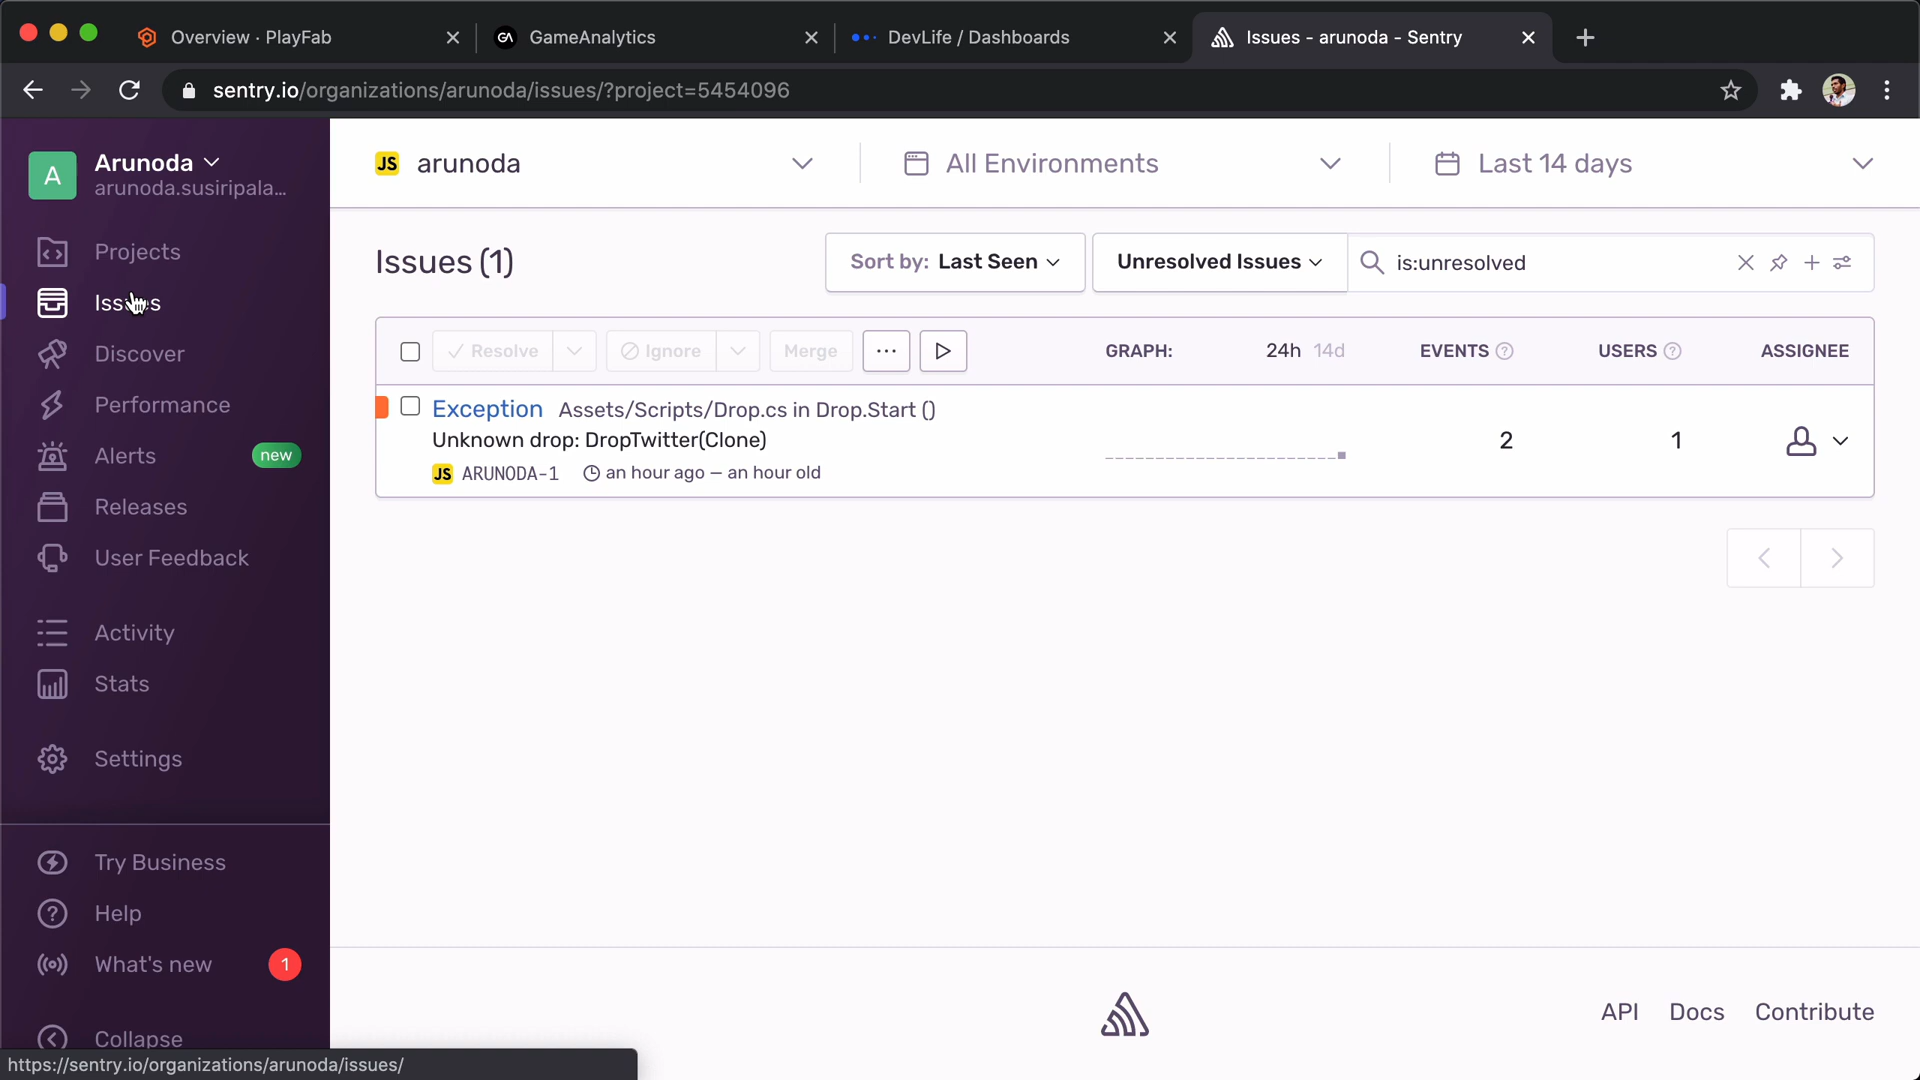 Overview · PlayFab
GameAnalytics
DevLife / Dashboards
Issues - arunoda - Sentry
sentry.io/organizations/arunoda/issues/?project=5454096
A
Arunoda
arunoda.susiripala...
Projects
Issues
Discover
Performance
Alerts new
Releases
User Feedback
Activity
Stats
Settings
Try Business
Help
What's new 1
Collapse
https://sentry.io/organizations/arunoda/issues/
JS arunoda
All Environments
Last 14 days
Issues (1)
Sort by: Last Seen
Unresolved Issues
is:unresolved
Resolve
Ignore
Merge
GRAPH: 24h 14d
EVENTS ?
USERS ?
ASSIGNEE
Exception Assets/Scripts/Drop.cs in Drop.Start ()
Unknown drop: DropTwitter(Clone)
JS ARUNODA-1 an hour ago — an hour old
2
1
API Docs Contribute